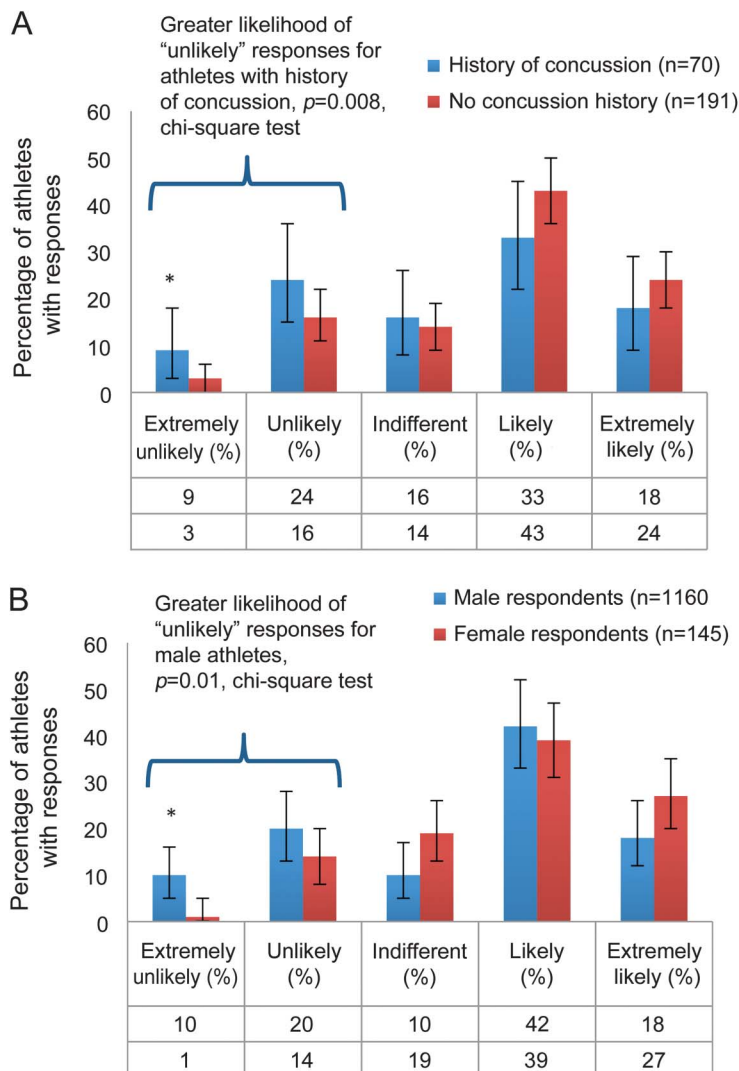 A
Greater likelihood of
“unlikely” responses for
athletes with history
of concussion, p=0.008,
chi-square test
History of concussion (n=70)
No concussion history (n=191)
Percentage of athletes
with responses
60
50
40
30
20
10
0
*
Extremely unlikely (%) Unlikely (%) Indifferent (%) Likely (%) Extremely likely (%)
9 24 16 33 18
3 16 14 43 24
B
Greater likelihood of
“unlikely” responses for
male athletes,
p=0.01, chi-square test
Male respondents (n=1160
Female respondents (n=145)
Percentage of athletes
with responses
60
50
40
30
20
10
0
*
Extremely unlikely (%) Unlikely (%) Indifferent (%) Likely (%) Extremely likely (%)
10 20 10 42 18
1 14 19 39 27